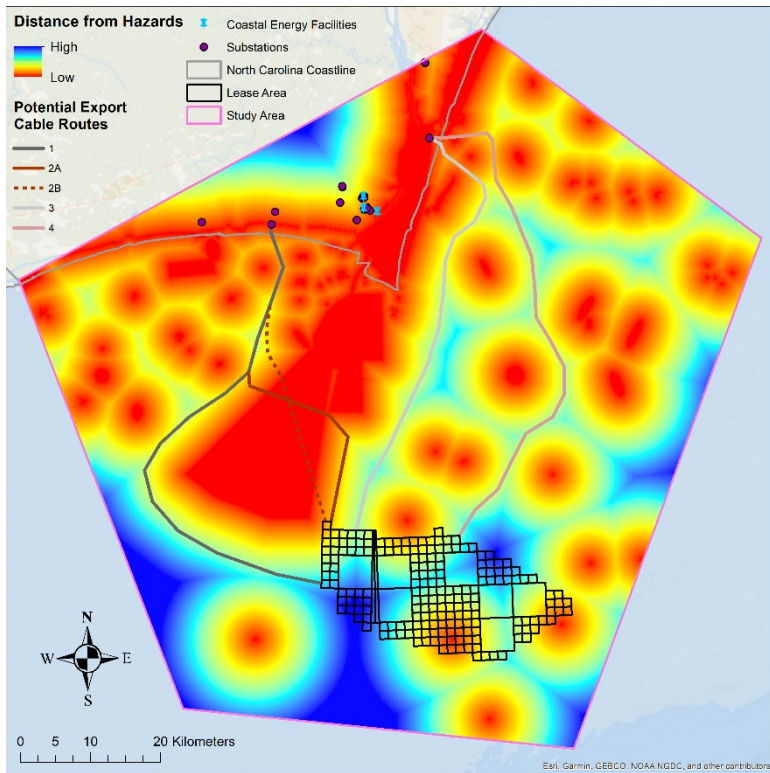 Distance from Hazards
High
Low
Potential Export
Cable Routes
1
2A
2B
3
4
Coastal Energy Facilities
Substations
North Carolina Coastline
Lease Area
Study Area
N
W E
S
0 5 10 20 Kilometers
Esri, Garmin, GEBCO, NOAA NGDC, and other contributors